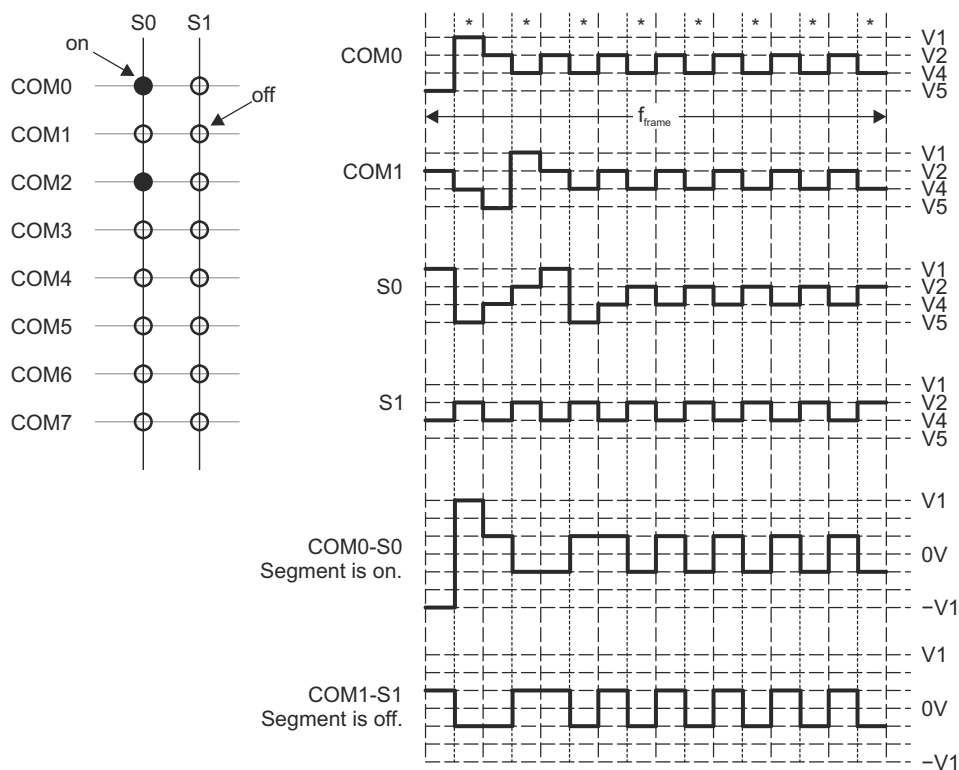 S0 S1
on
off
COM0
COM1
COM2
COM3
COM4
COM5
COM6
COM7
* * * * * * * *
COM0
V1
V2
V4
V5
fframe
COM1
V1
V2
V4
V5
S0
V1
V2
V4
V5
S1
V1
V2
V4
V5
COM0-S0
Segment is on.
V1
0V
−V1
COM1-S1
Segment is off.
V1
0V
−V1